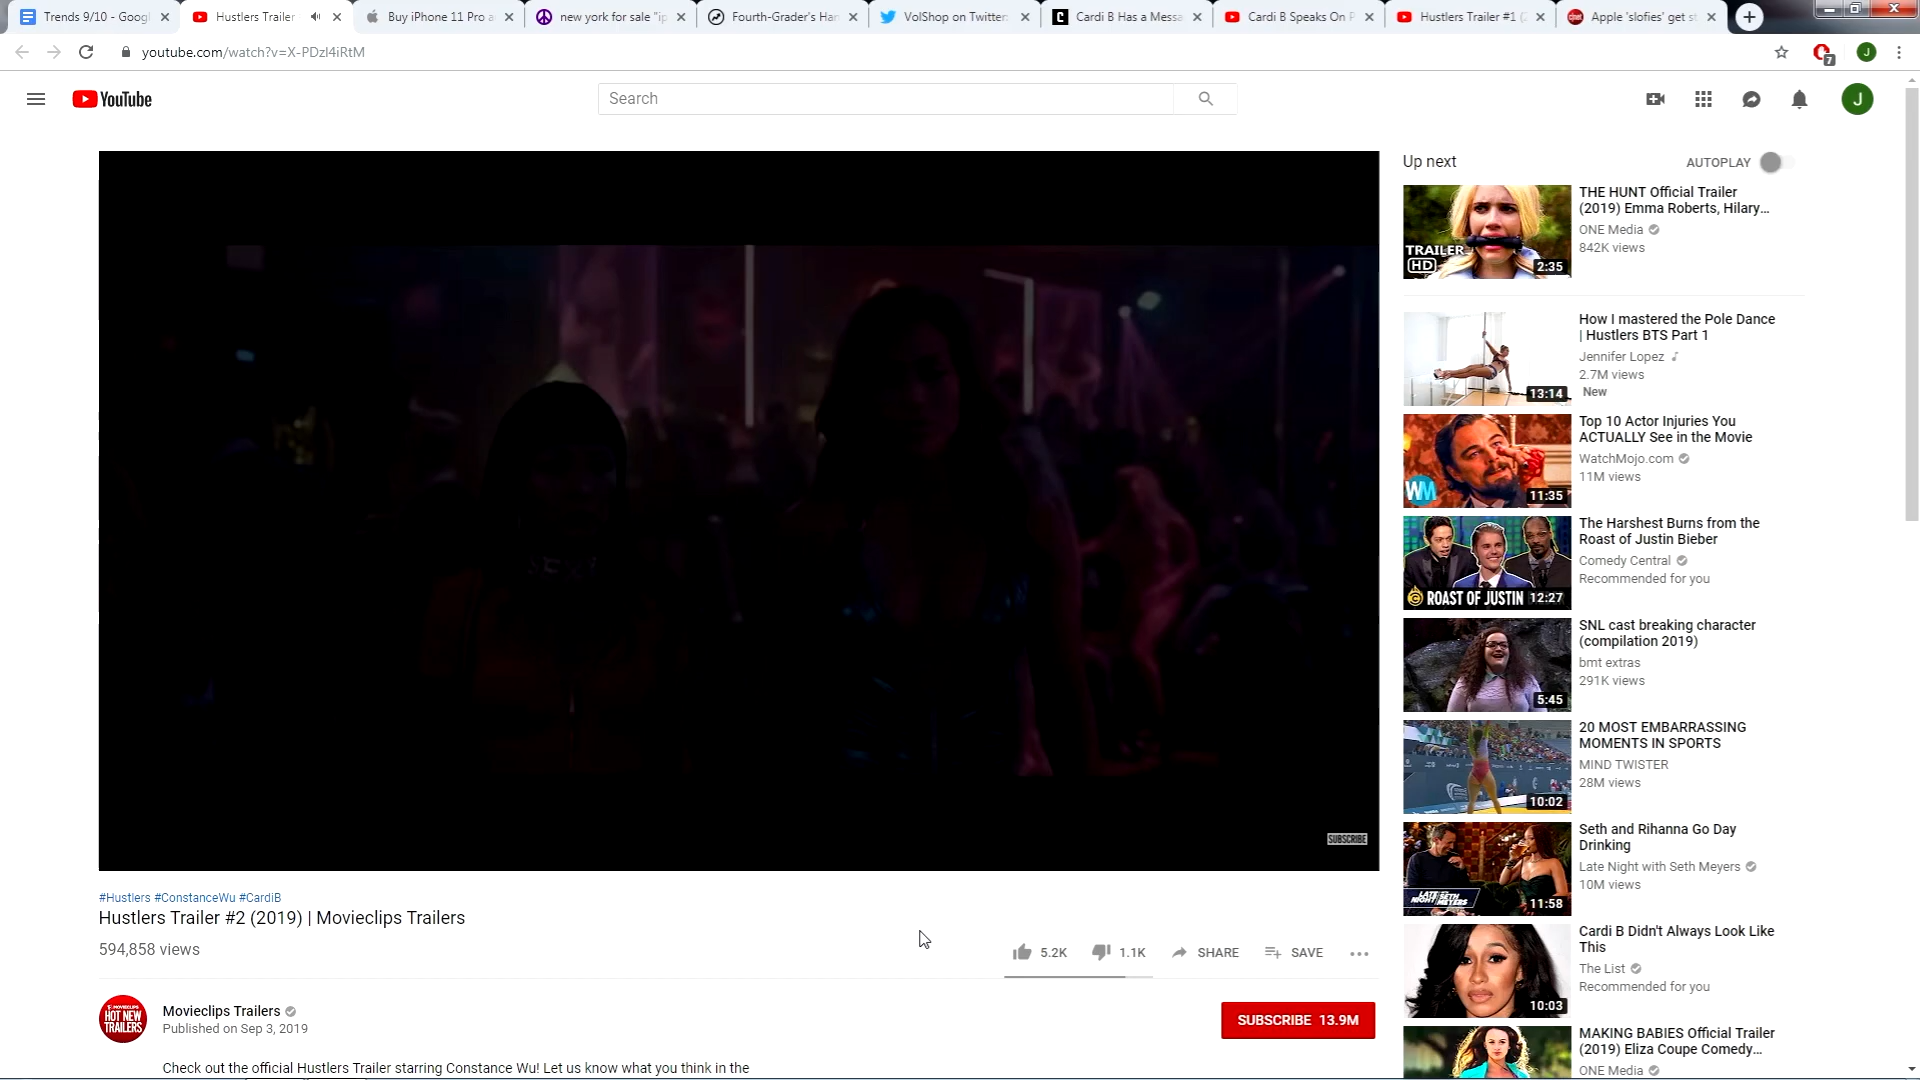 Trends 9/10 - Googl
Hustlers Trailer
Buy iPhone 11 Pro a
new york for sale "ip
Fourth-Grader's Han
VolShop on Twitter:
Cardi B Has a Messa
Cardi B Speaks On P
Hustlers Trailer #1 (2
Apple 'slofies' get st
youtube.com/watch?v=X-PDzl4iRtM
7
J
YouTube
Search
J
Up next
AUTOPLAY
TRAILER
HD
2:35
THE HUNT Official Trailer
(2019) Emma Roberts, Hilary...
ONE Media
842K views
13:14
How I mastered the Pole Dance
| Hustlers BTS Part 1
Jennifer Lopez
2.7M views
New
WM
11:35
Top 10 Actor Injuries You
ACTUALLY See in the Movie
WatchMojo.com
11M views
ROAST OF JUSTIN
12:27
The Harshest Burns from the
Roast of Justin Bieber
Comedy Central
Recommended for you
5:45
SNL cast breaking character
(compilation 2019)
bmt extras
291K views
10:02
20 MOST EMBARRASSING
MOMENTS IN SPORTS
MIND TWISTER
28M views
LATE NIGHT
SETH
MEYERS
11:58
Seth and Rihanna Go Day
Drinking
Late Night with Seth Meyers
10M views
10:03
Cardi B Didn't Always Look Like
This
The List
Recommended for you
MAKING BABIES Official Trailer
(2019) Eliza Coupe Comedy...
ONE Media
SUBSCRIBE
#Hustlers #ConstanceWu #CardiB
Hustlers Trailer #2 (2019) | Movieclips Trailers
594,858 views
5.2K
1.1K
SHARE
SAVE
MOVIECLIPS
HOT NEW
TRAILERS
Movieclips Trailers
Published on Sep 3, 2019
SUBSCRIBE 13.9M
Check out the official Hustlers Trailer starring Constance Wu! Let us know what you think in the